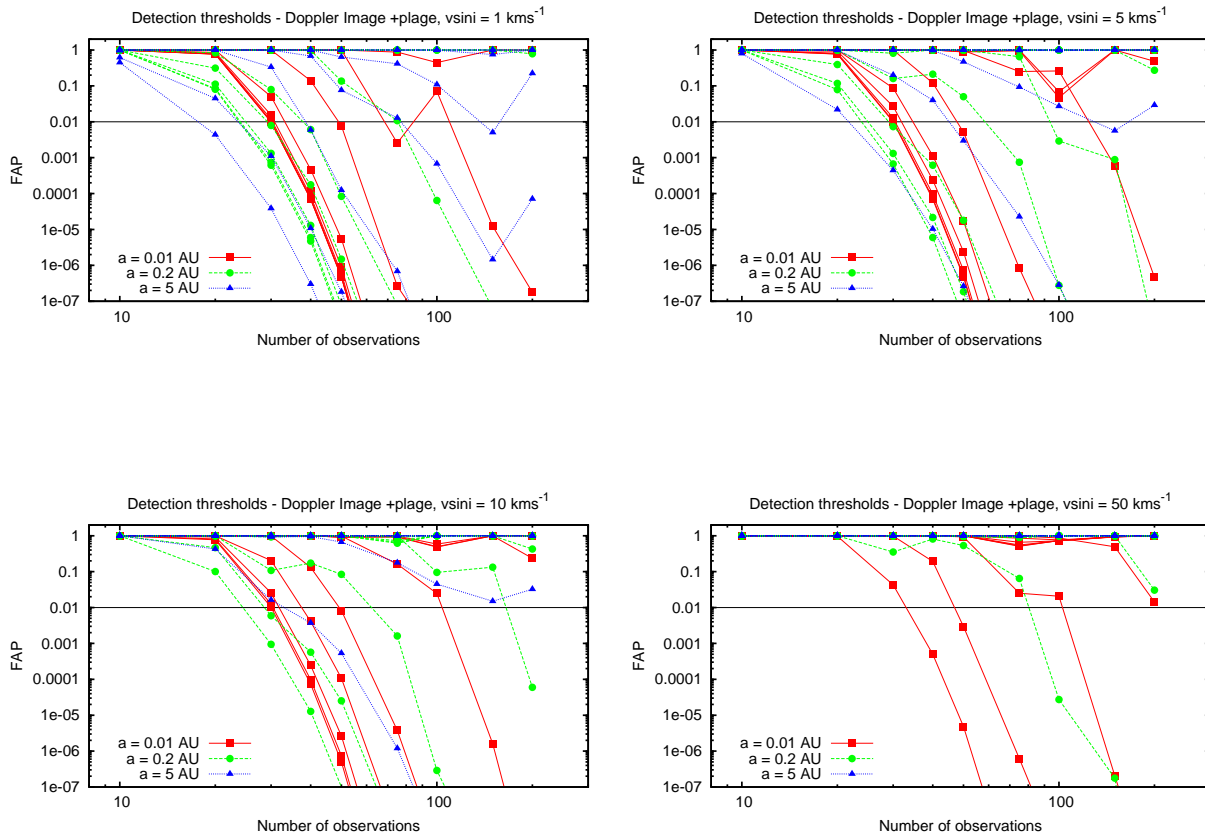 Detection thresholds - Doppler Image +plage, vsini = 1 kms-1
1
0.1
0.01
0.001
0.0001
1e-05
1e-06
1e-07
FAP
a = 0.01 AU
a = 0.2 AU
a = 5 AU
10 100
Number of observations
Detection thresholds - Doppler Image +plage, vsini = 5 kms-1
1
0.1
0.01
0.001
0.0001
1e-05
1e-06
1e-07
FAP
a = 0.01 AU
a = 0.2 AU
a = 5 AU
10 100
Number of observations
Detection thresholds - Doppler Image +plage, vsini = 10 kms-1
1
0.1
0.01
0.001
0.0001
1e-05
1e-06
1e-07
FAP
a = 0.01 AU
a = 0.2 AU
a = 5 AU
10 100
Number of observations
Detection thresholds - Doppler Image +plage, vsini = 50 kms-1
1
0.1
0.01
0.001
0.0001
1e-05
1e-06
1e-07
FAP
a = 0.01 AU
a = 0.2 AU
a = 5 AU
10 100
Number of observations